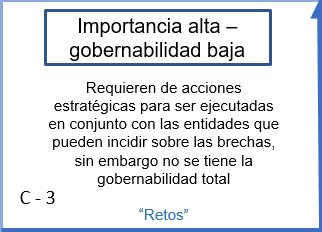 Importancia alta –
gobernabilidad baja
Requieren de acciones
estratégicas para ser ejecutadas
en conjunto con las entidades que
pueden incidir sobre las brechas,
sin embargo no se tiene la
gobernabilidad total
C - 3
“Retos”